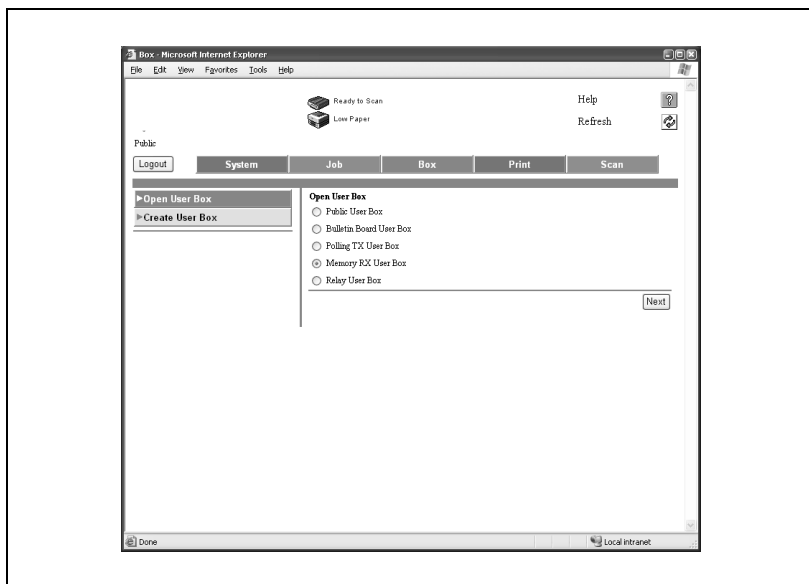 Box - Microsoft Internet Explorer
File Edit View Favorites Tools Help
Ready to Scan
Low Paper
Help
Refresh
-
Public
Logout
System Job Box Print Scan
Open User Box
Create User Box
Open User Box
Public User Box
Bulletin Board User Box
Polling TX User Box
Memory RX User Box
Relay User Box
Next
Done
Local intranet